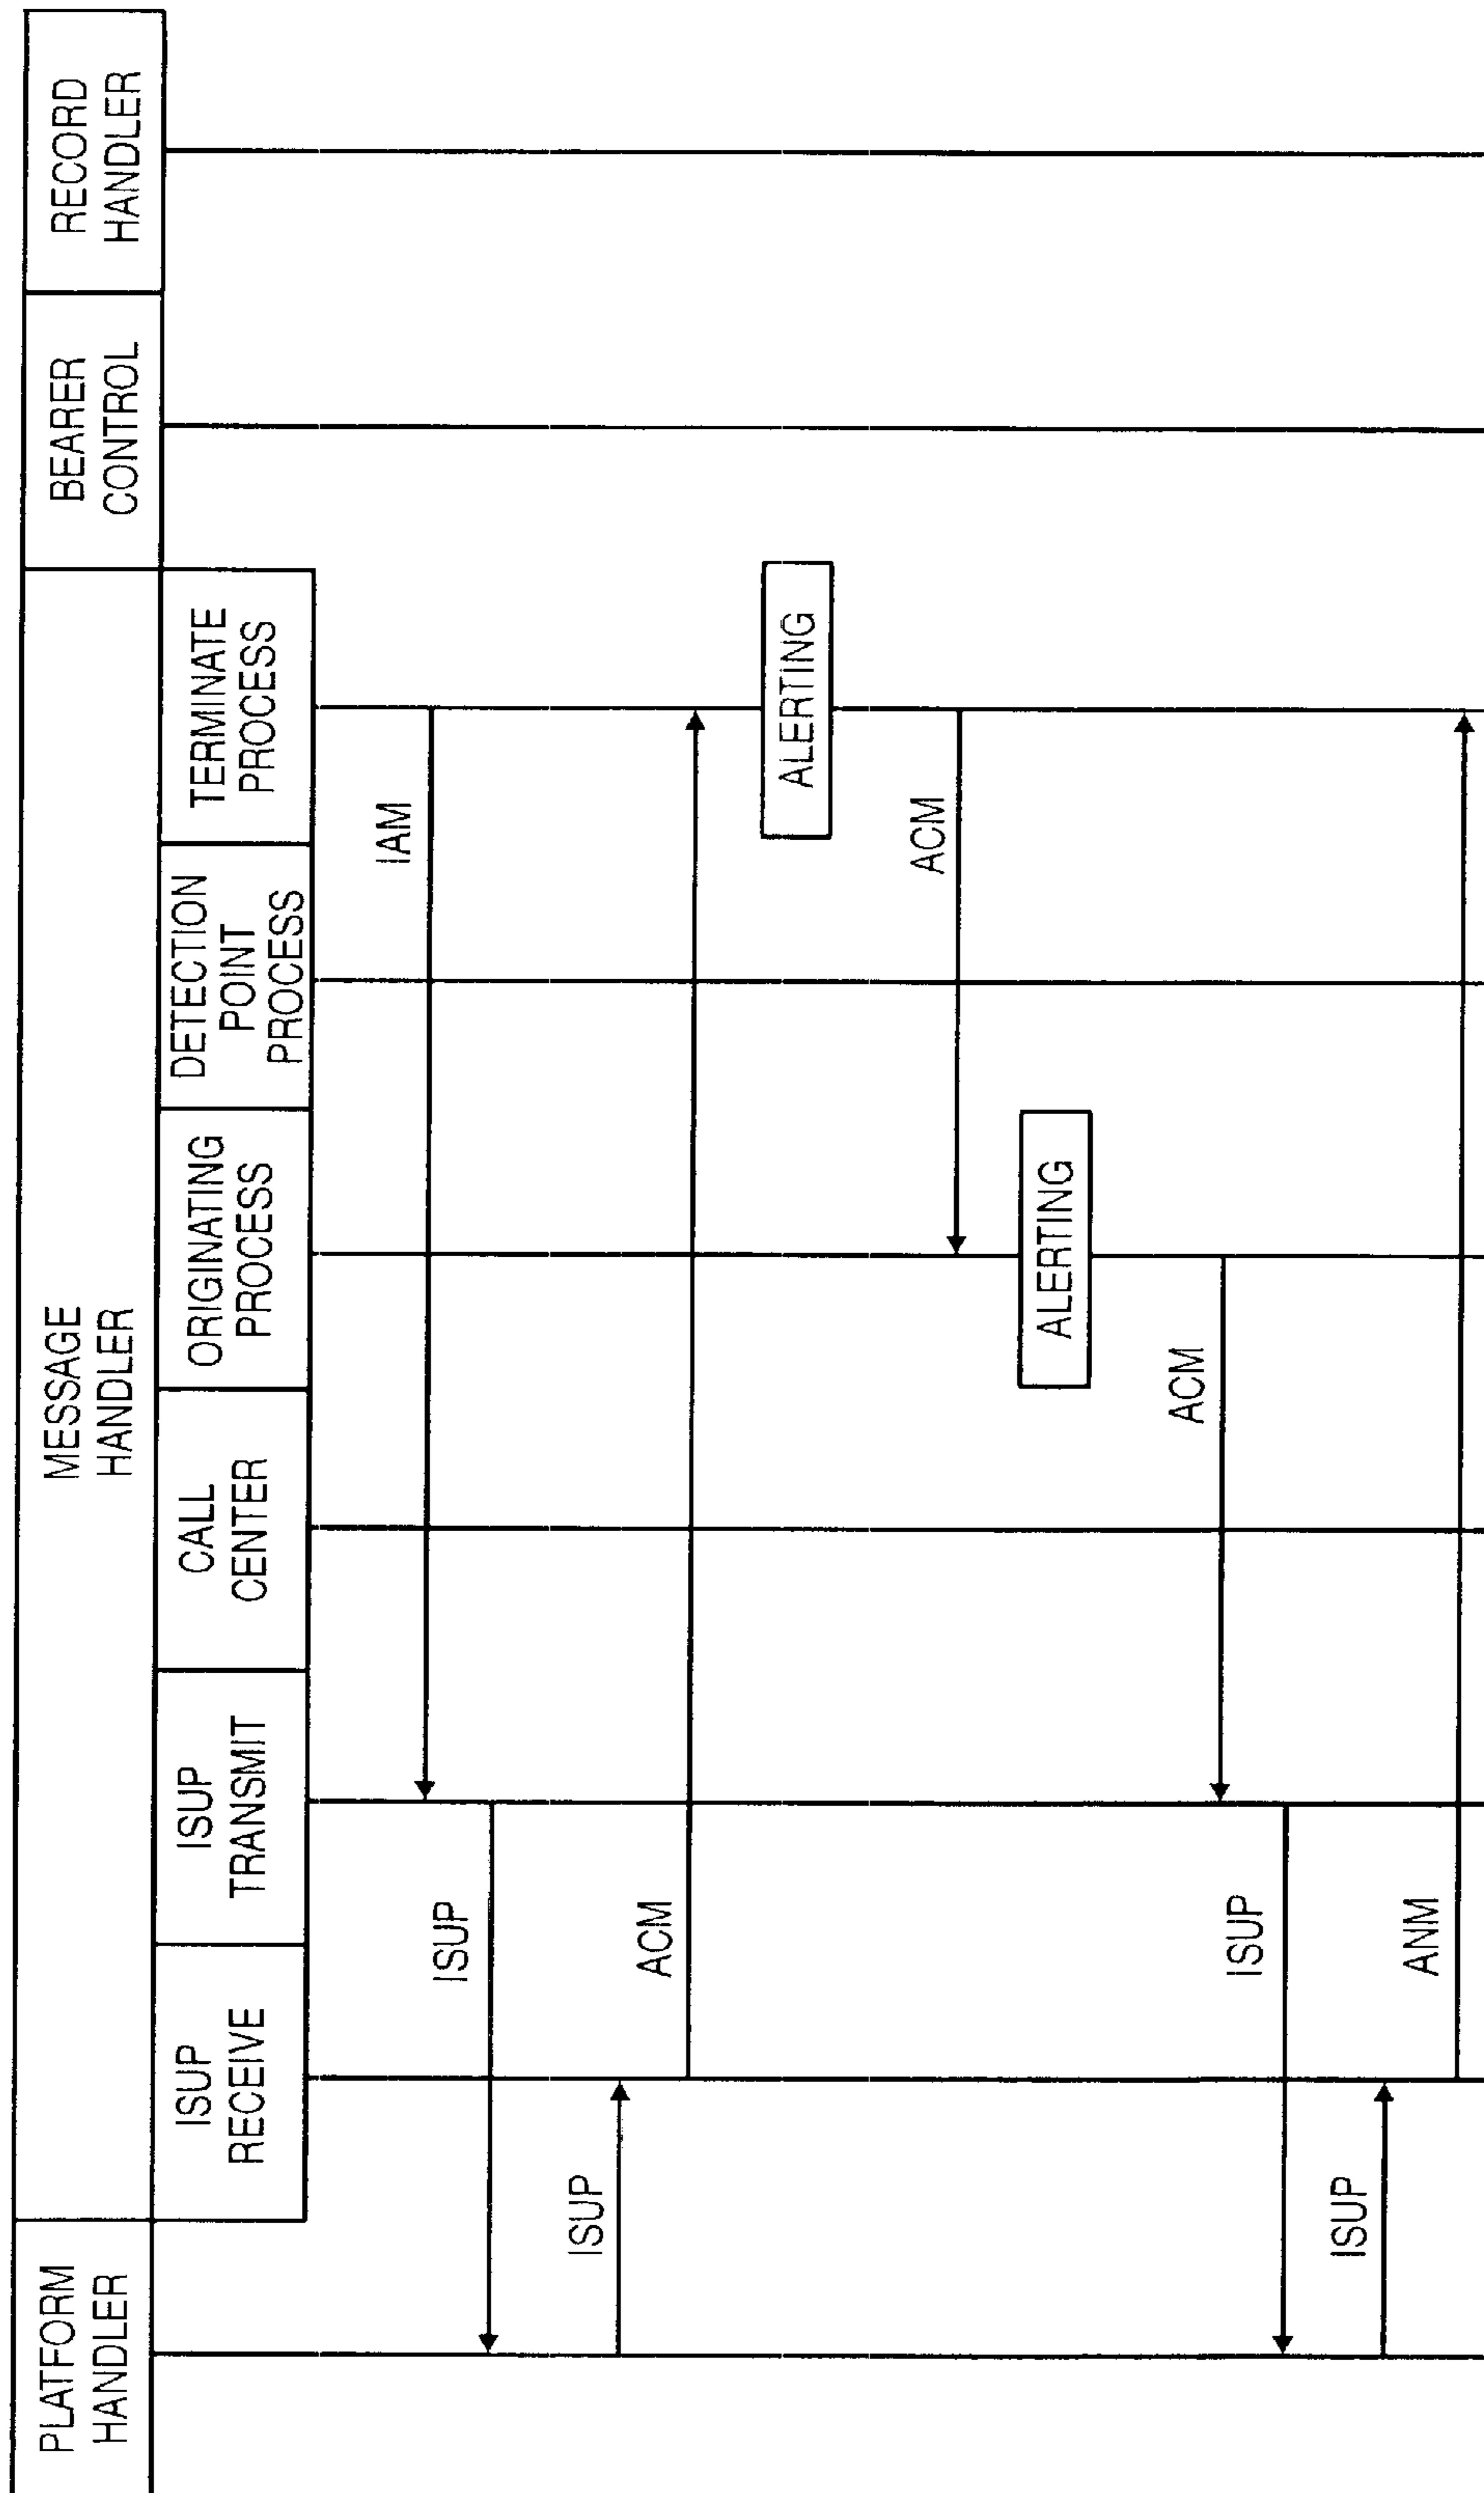 PLATFORM
HANDLER
MESSAGE
HANDLER
BEARER
CONTROL
RECORD
HANDLER
ISUP
RECEIVE
ISUP
TRANSMIT
CALL
CENTER
ORIGINATING
PROCESS
DETECTION
POINT
PROCESS
TERMINATE
PROCESS
IAM
ISUP
ISUP
ACM
ALERTING
ACM
ALERTING
ACM
ISUP
ISUP
ANM